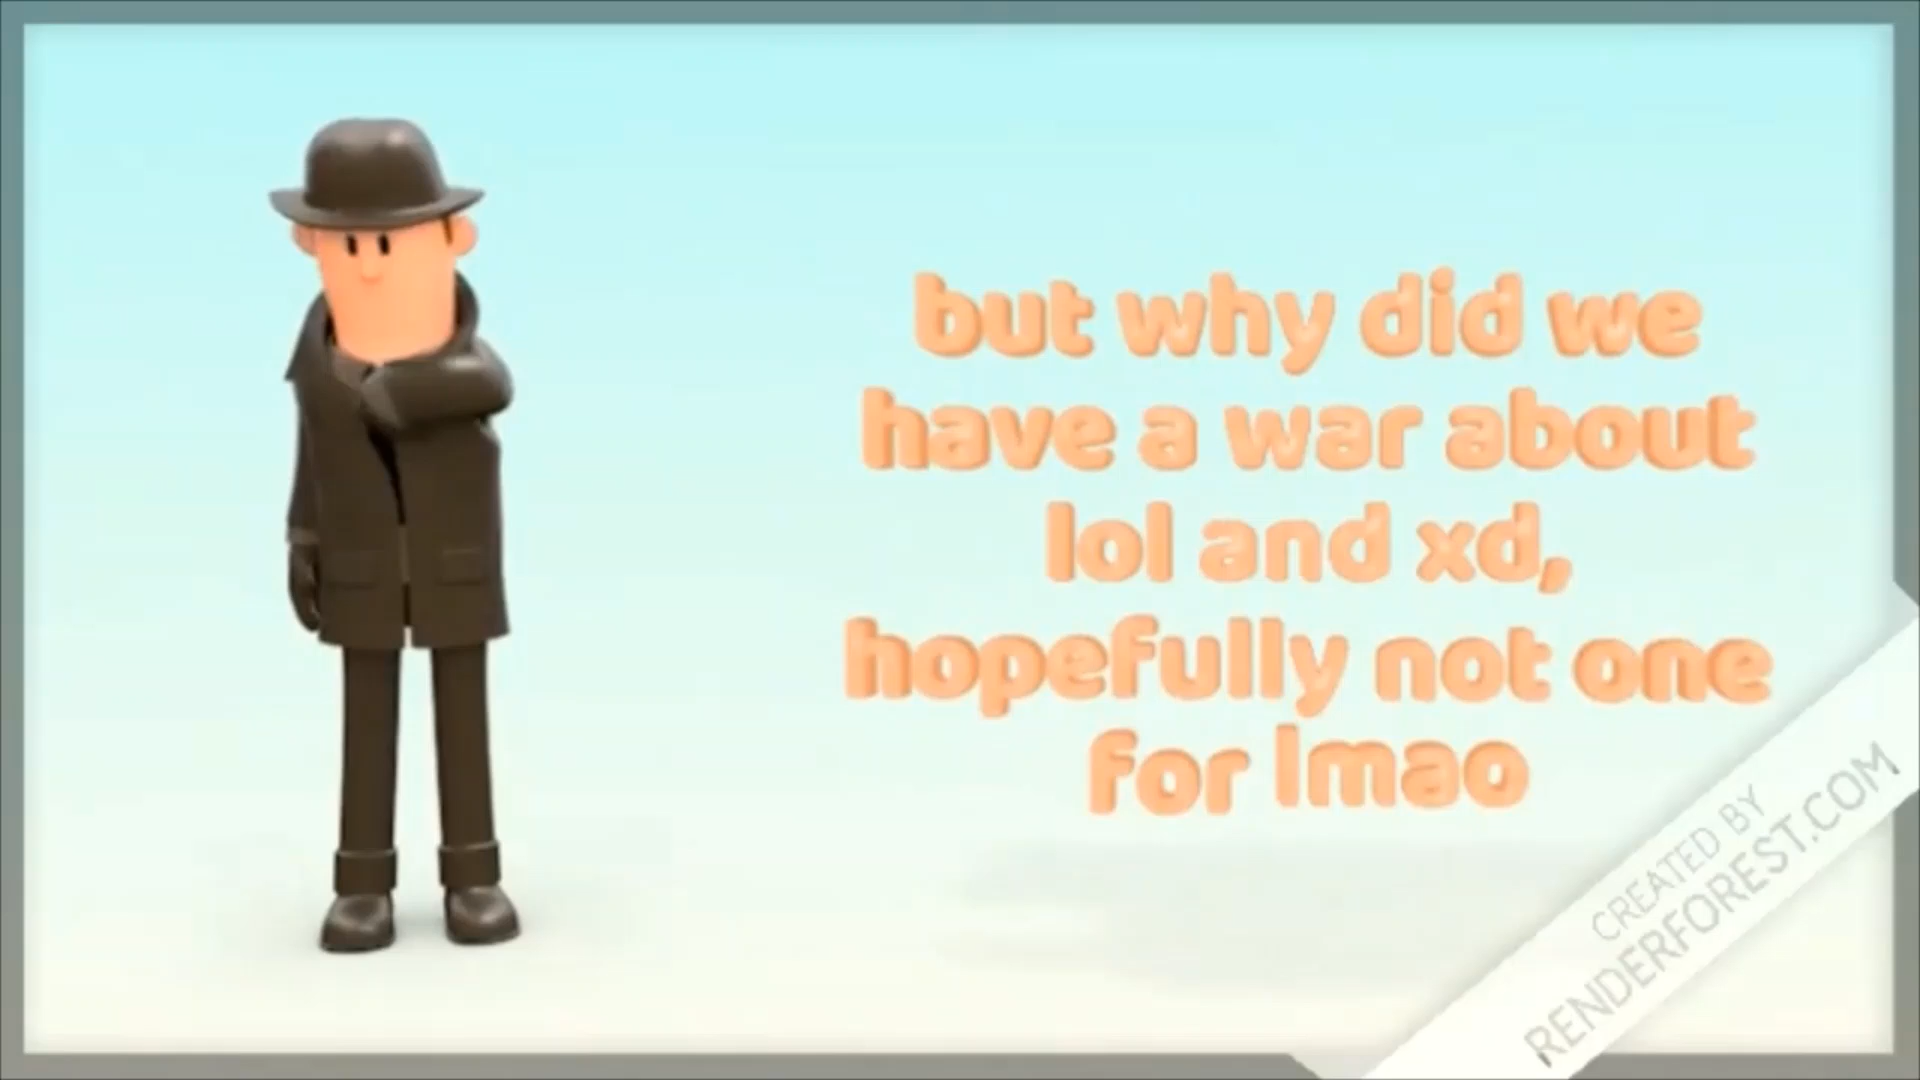 but why did we
have a war about
lol and xd,
hopefully not one
for lmao
CREATED BY
RENDERFOREST.COM